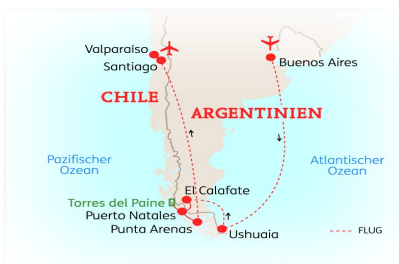 Valparaíso
Santiago
Buenos Aires
CHILE
ARGENTINIEN
Pazifischer
Ozean
Atlantischer
Ozean
El Calafate
Torres del Paine
Puerto Natales
Punta Arenas
Ushuaia
FLUG